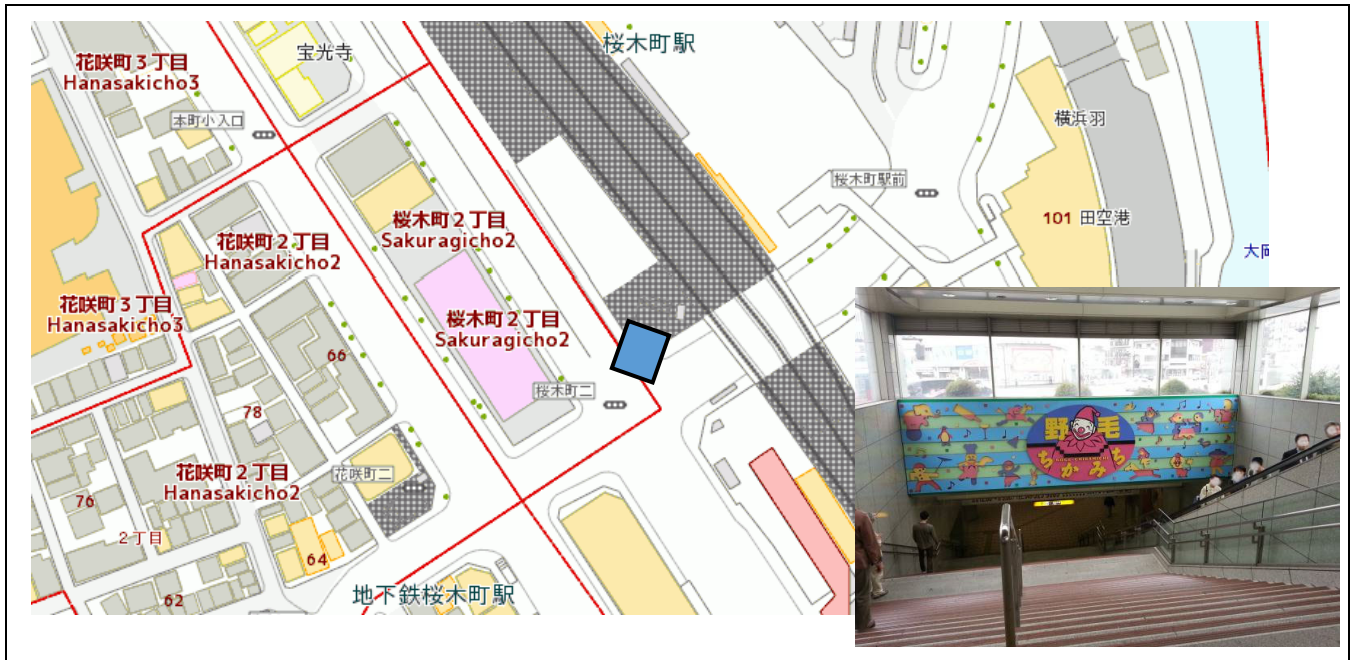 桜木町駅
宝光寺
花咲町３丁目
Hanasakicho3
本町小入口
横浜羽
桜木町駅前
桜木町２丁目
Sakuragicho2
101 田空港
花咲町２丁目
Hanasakicho2
大岡
花咲町３丁目
Hanasakicho3
桜木町２丁目
Sakuragicho2
66
桜木町二
78
花咲町２丁目
Hanasakicho2
花咲町二
76
２丁目
64
62
地下鉄桜木町駅
野毛
ちかみち